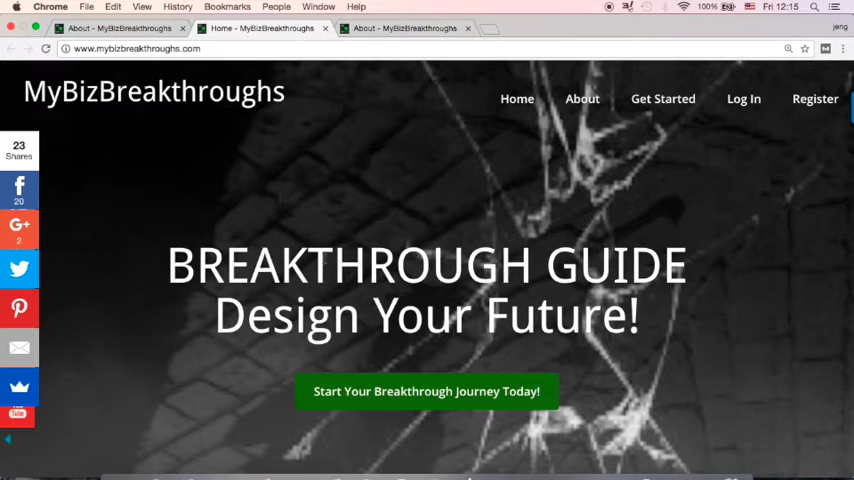 Chrome File Edit View History Bookmarks People Window Help 100% Fri 12:15
About - MyBizBreakthroughs Home - MyBizBreakthroughs About - MyBizBreakthroughs jeng
www.mybizbreakthroughs.com
MyBizBreakthroughs Home About Get Started Log In Register
23
Shares
20
G+
2
BREAKTHROUGH GUIDE
Design Your Future!
Start Your Breakthrough Journey Today!